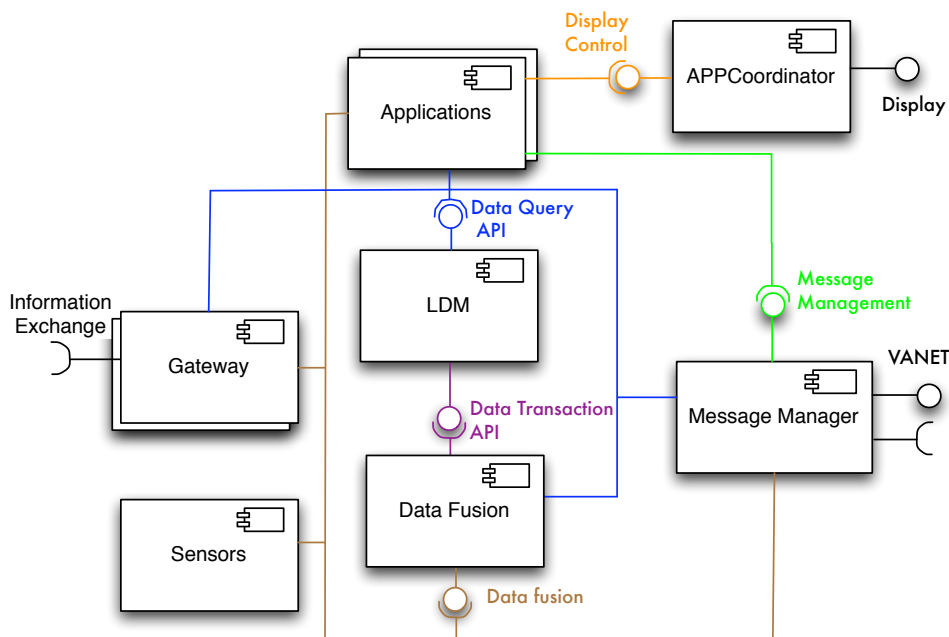 Display
Control
APPCoordinator
Display
Applications
Data Query
API
Message
Management
Information
Exchange
LDM
Gateway
VANET
Message Manager
Data Transaction
API
Data Fusion
Sensors
Data fusion